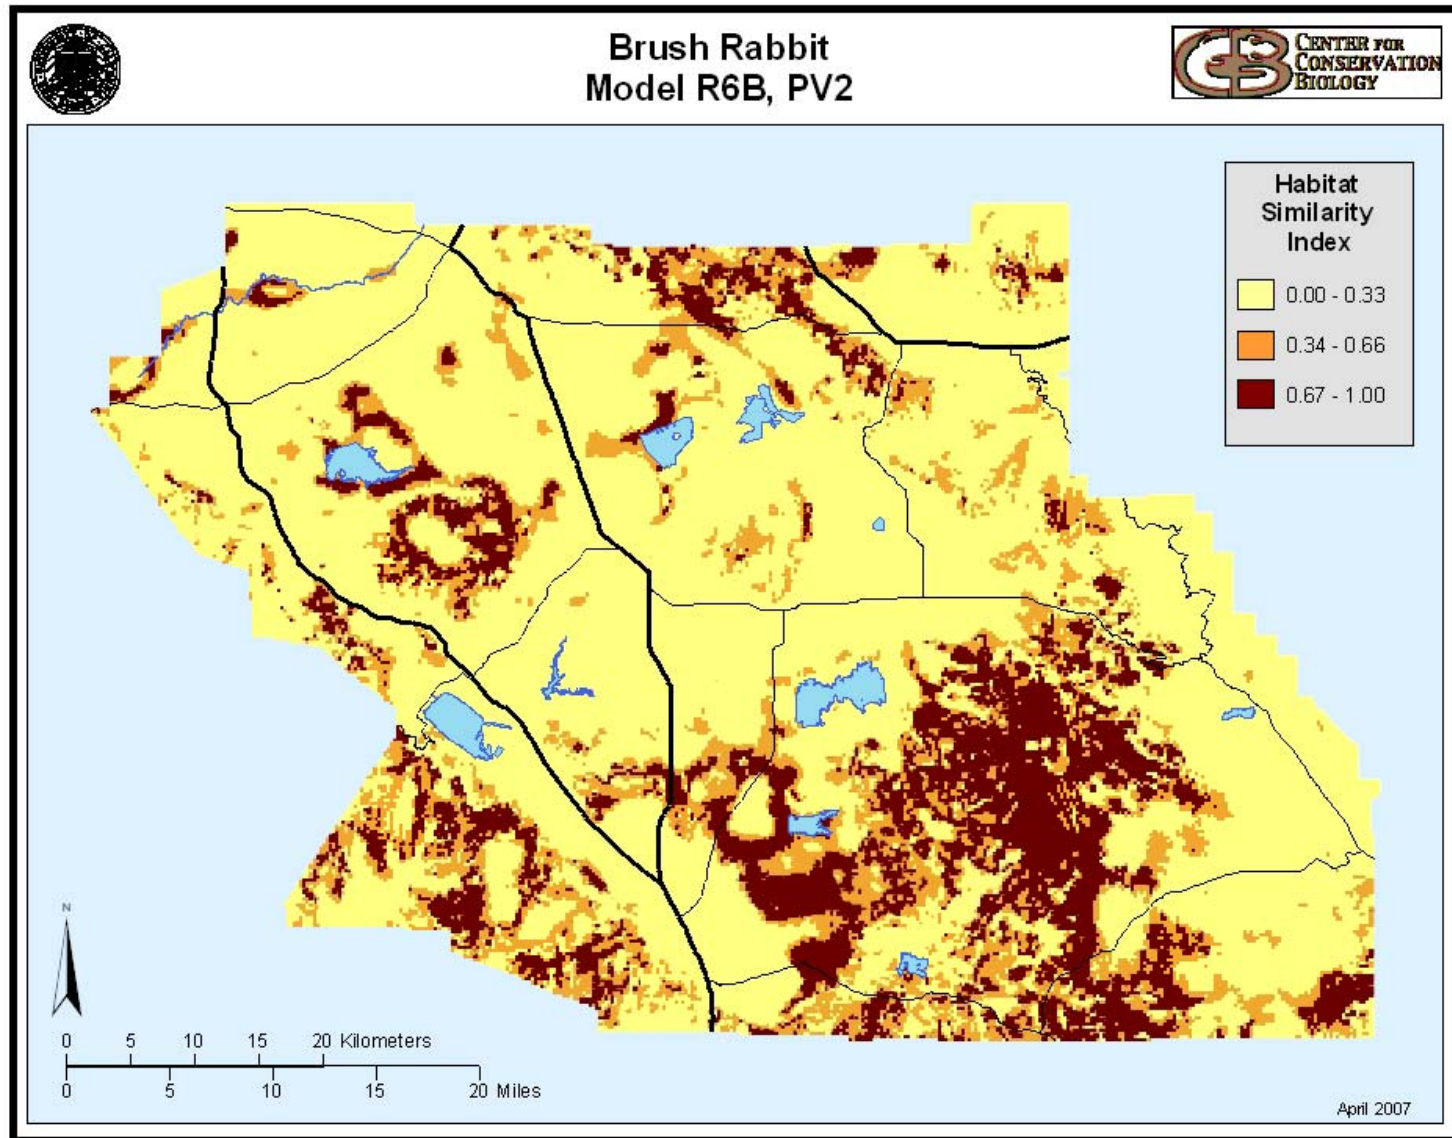 Brush Rabbit
Model R6B, PV2
CENTER FOR
CONSERVATION
BIOLOGY
Habitat
Similarity
Index
0.00 - 0.33
0.34 - 0.66
0.67 - 1.00
N
0 5 10 15 20 Kilometers
0 5 10 15 20 Miles
April 2007